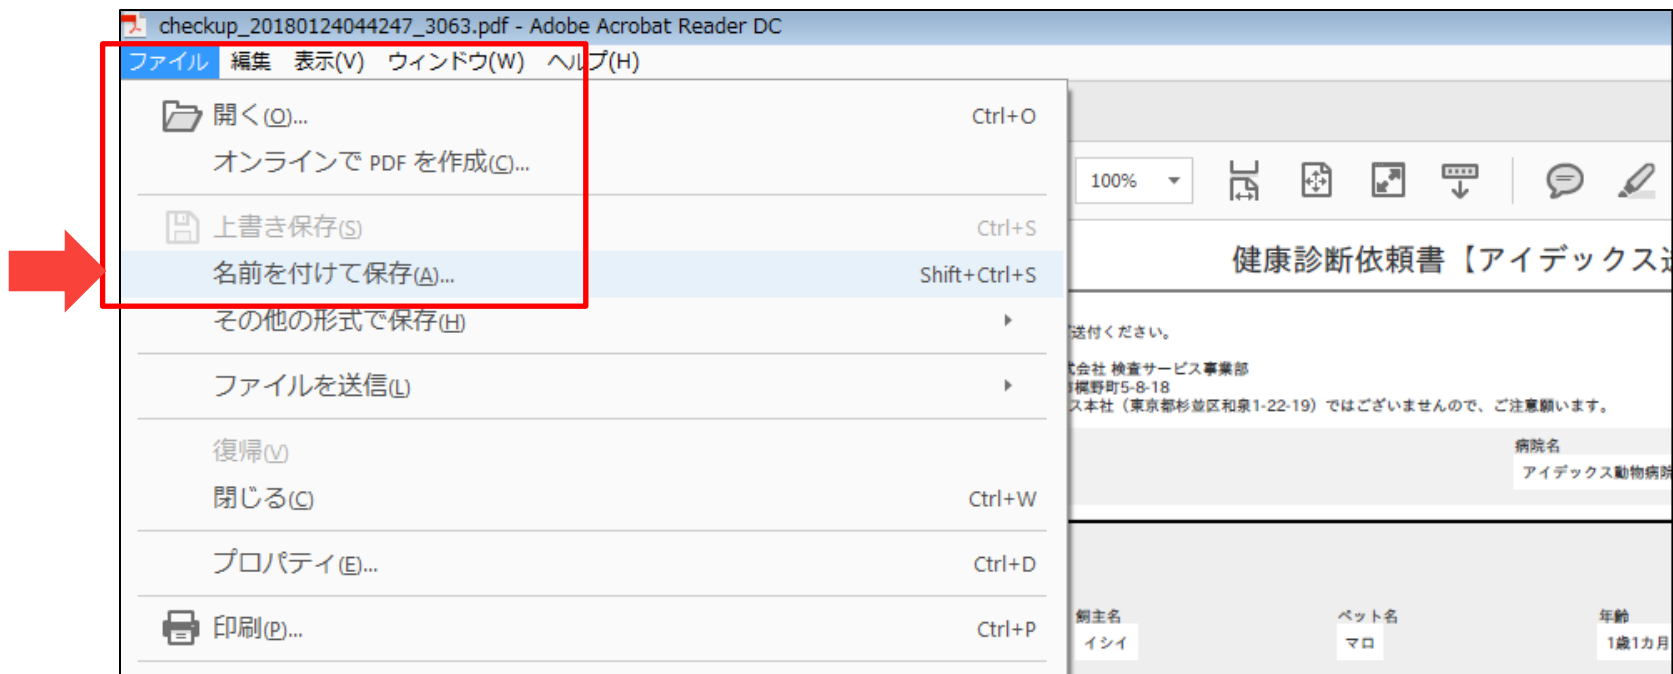 checkup_20180124044247_3063.pdf - Adobe Acrobat Reader DC
ファイル 編集 表示(V) ウィンドウ(W) ヘルプ(H)
開く(O)... Ctrl+O
オンラインで PDF を作成(C)...
上書き保存(S) Ctrl+S
名前を付けて保存(A)... Shift+Ctrl+S
その他の形式で保存(H)
ファイルを送信(L)
復帰(V)
閉じる(C) Ctrl+W
プロパティ(E)... Ctrl+D
印刷(P)... Ctrl+P
100%
健康診断依頼書【アイデックス
送付ください。
会社 検査サービス事業部
梶野町5-8-18
ス本社（東京都杉並区和泉1-22-19）ではございませんので、ご注意願います。
病院名
アイデックス動物病院
飼主名 ペット名 年齢
イシイ マロ 1歳1カ月